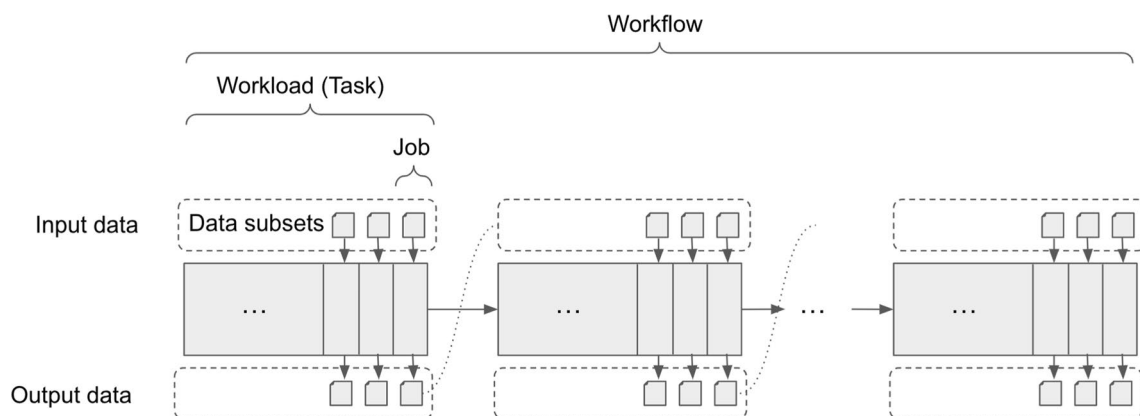 Workflow
Workload (Task)
Job
Input data
Data subsets
...
...
...
...
Output data